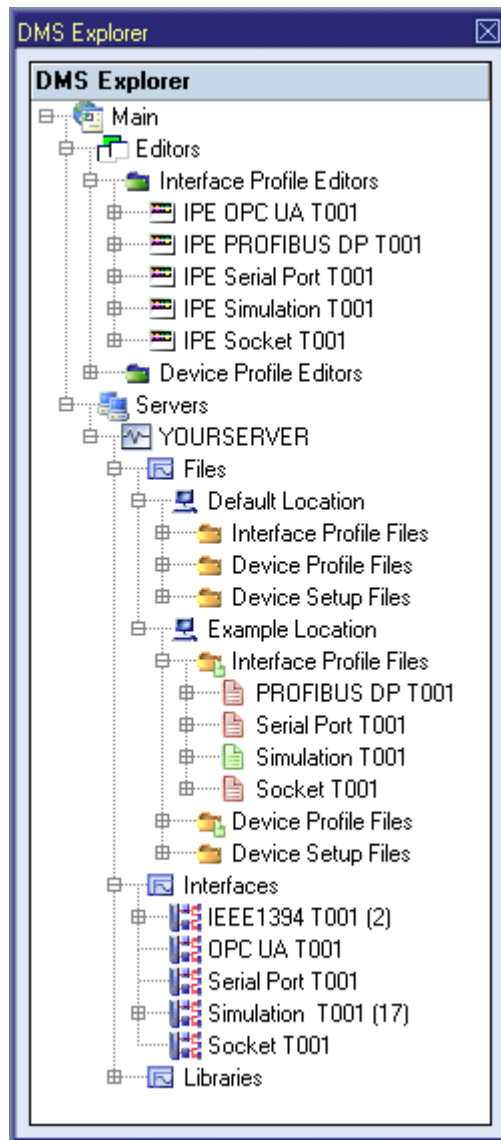 DMS Explorer
DMS Explorer
Main
Editors
Interface Profile Editors
IPE OPC UA T001
IPE PROFIBUS DP T001
IPE Serial Port T001
IPE Simulation T001
IPE Socket T001
Device Profile Editors
Servers
YOURSERVER
Files
Default Location
Interface Profile Files
Device Profile Files
Device Setup Files
Example Location
Interface Profile Files
PROFIBUS DP T001
Serial Port T001
Simulation T001
Socket T001
Device Profile Files
Device Setup Files
Interfaces
IEEE1394 T001 (2)
OPC UA T001
Serial Port T001
Simulation T001 (17)
Socket T001
Libraries